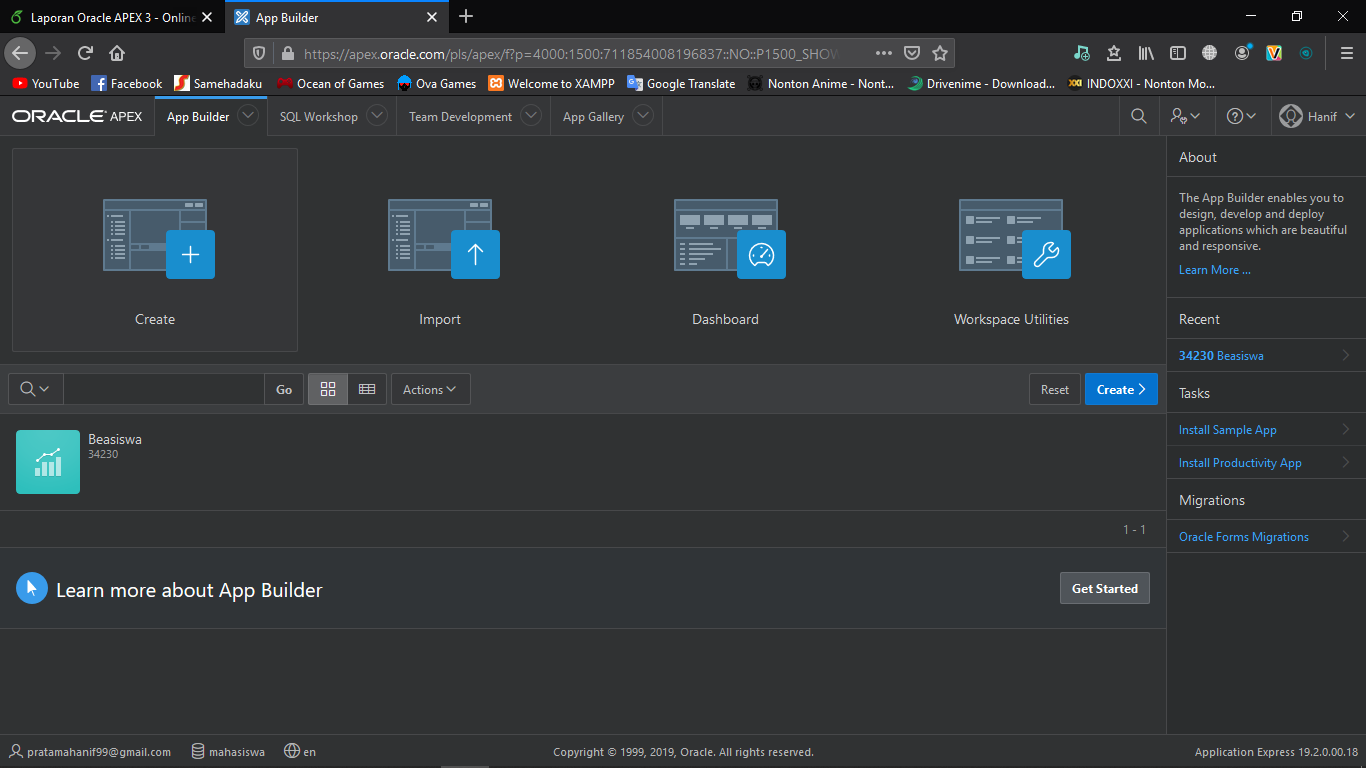 Laporan Oracle APEX 3 - Online
App Builder
https://apex.oracle.com/pls/apex/f?p=4000:1500:711854008196837::NO::P1500_SHOW
YouTube Facebook Samehadaku Ocean of Games Ova Games Welcome to XAMPP Google Translate Nonton Anime - Nont... Drivenime - Download... INDOXXI - Nonton Mo...
ORACLE APEX App Builder SQL Workshop Team Development App Gallery Hanif
Create
Import
Dashboard
Workspace Utilities
Go
Actions
Reset
Create
Beasiswa
34230
1 - 1
Learn more about App Builder
Get Started
About
The App Builder enables you to
design, develop and deploy
applications which are beautiful
and responsive.
Learn More ...
Recent
34230 Beasiswa
Tasks
Install Sample App
Install Productivity App
Migrations
Oracle Forms Migrations
pratamahanif99@gmail.com mahasiswa en
Copyright © 1999, 2019, Oracle. All rights reserved.
Application Express 19.2.0.00.18